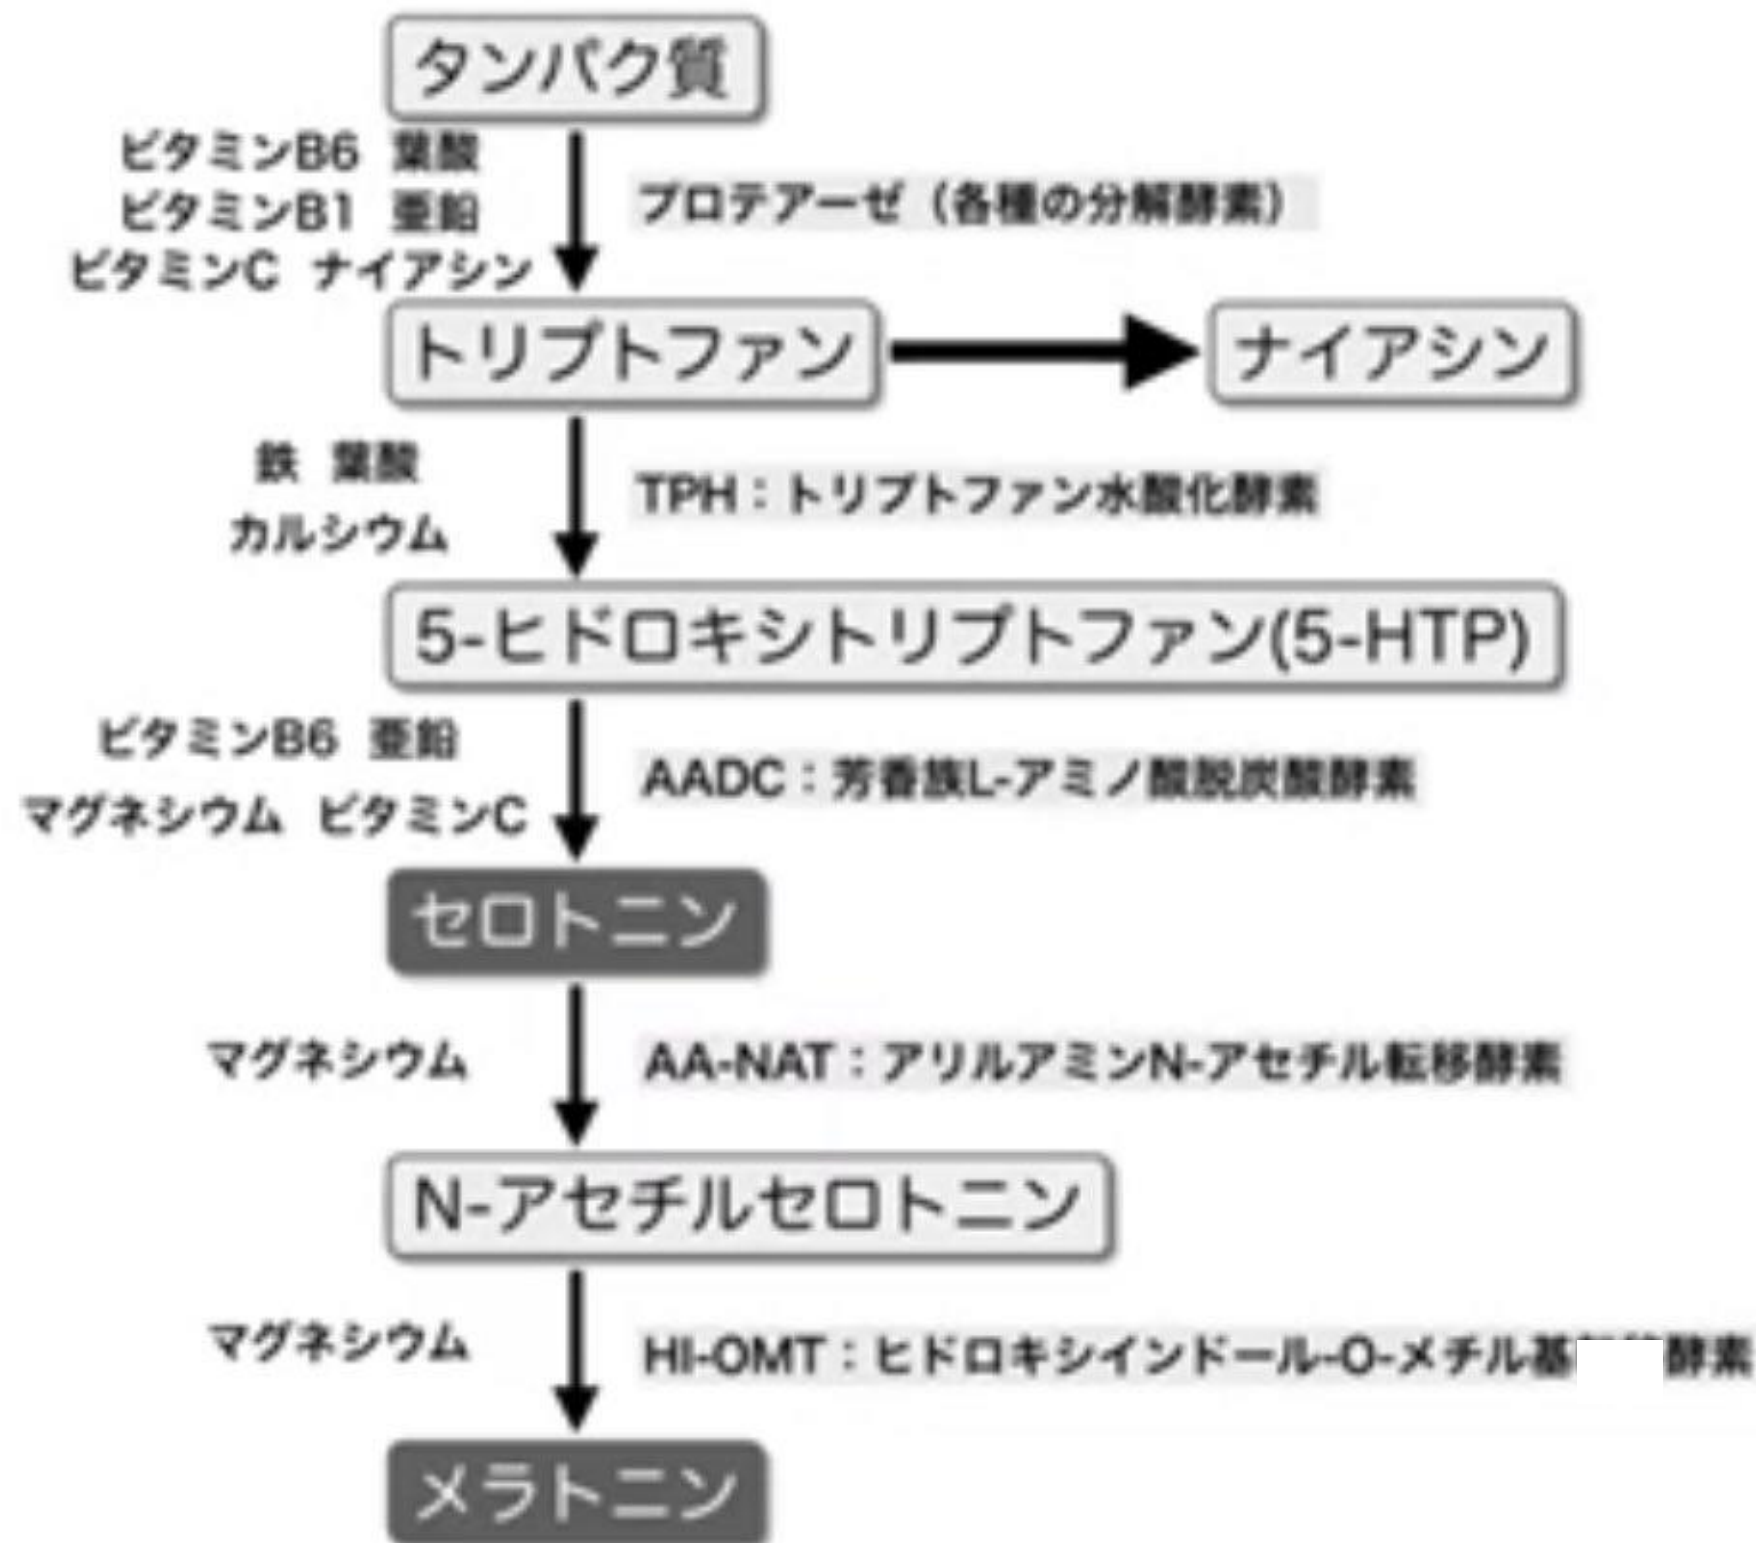 タンパク質
ビタミンB6 葉酸
ビタミンB1 亜鉛
ビタミンC ナイアシン
プロテアーゼ（各種の分解酵素）
トリプトファン
ナイアシン
鉄 葉酸
カルシウム
TPH：トリプトファン水酸化酵素
5-ヒドロキシトリプトファン(5-HTP)
ビタミンB6 亜鉛
マグネシウム ビタミンC
AADC：芳香族L-アミノ酸脱炭酸酵素
セロトニン
マグネシウム
AA-NAT：アリルアミンN-アセチル転移酵素
N-アセチルセロトニン
マグネシウム
HI-OMT：ヒドロキシインドール-O-メチル基 酵素
メラトニン